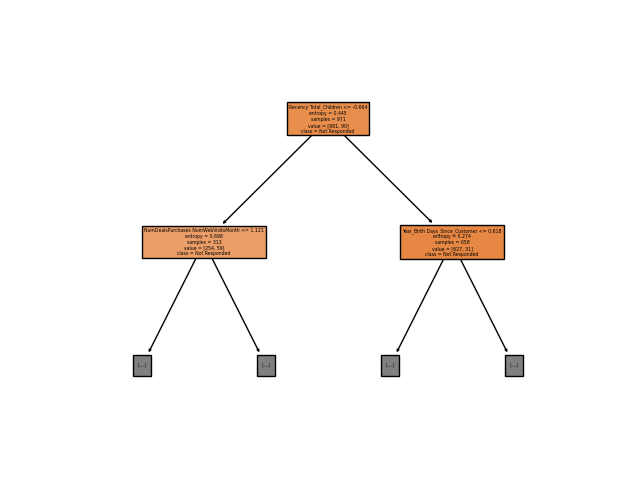 Recency Total_Children <= -0.664
entropy = 0.445
samples = 971
value = [881, 90]
class = Not Responded
NumDealsPurchases NumWebVisitsMonth <= 1.121
entropy = 0.698
samples = 313
value = [254, 59]
class = Not Responded
Year_Birth Days_Since_Customer <= 0.618
entropy = 0.274
samples = 658
value = [627, 31]
class = Not Responded
(...)
(...)
(...)
(...)